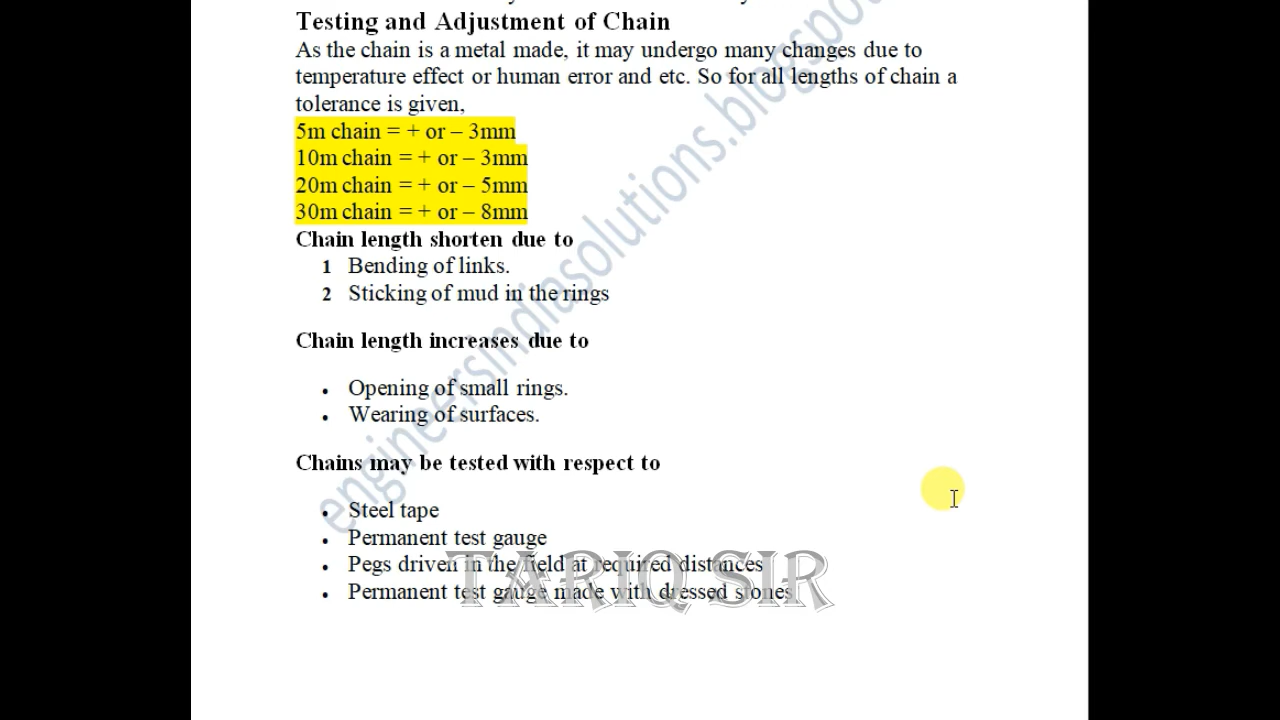 Testing and Adjustment of Chain
As the chain is a metal made, it may undergo many changes due to
temperature effect or human error and etc. So for all lengths of chain a
tolerance is given,
5m chain = + or – 3mm
10m chain = + or – 3mm
20m chain = + or – 5mm
30m chain = + or – 8mm
Chain length shorten due to
1 Bending of links.
2 Sticking of mud in the rings
Chain length increases due to
• Opening of small rings.
• Wearing of surfaces.
Chains may be tested with respect to
• Steel tape
• Permanent test gauge
• Pegs driven in the field at required distances
• Permanent test gauge made with dressed stones
TARIQ SIR
engineersindiasolutions.blogspot